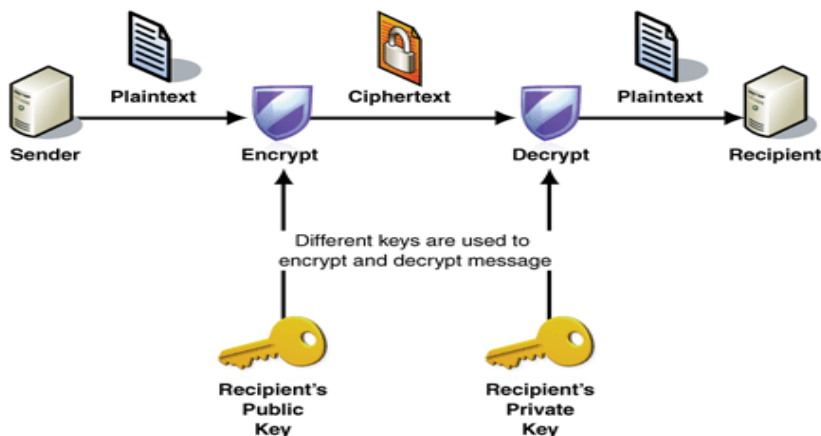 Plaintext
Ciphertext
Plaintext
Sender
Encrypt
Decrypt
Recipient
Different keys are used to
encrypt and decrypt message
Recipient's
Public
Key
Recipient's
Private
Key